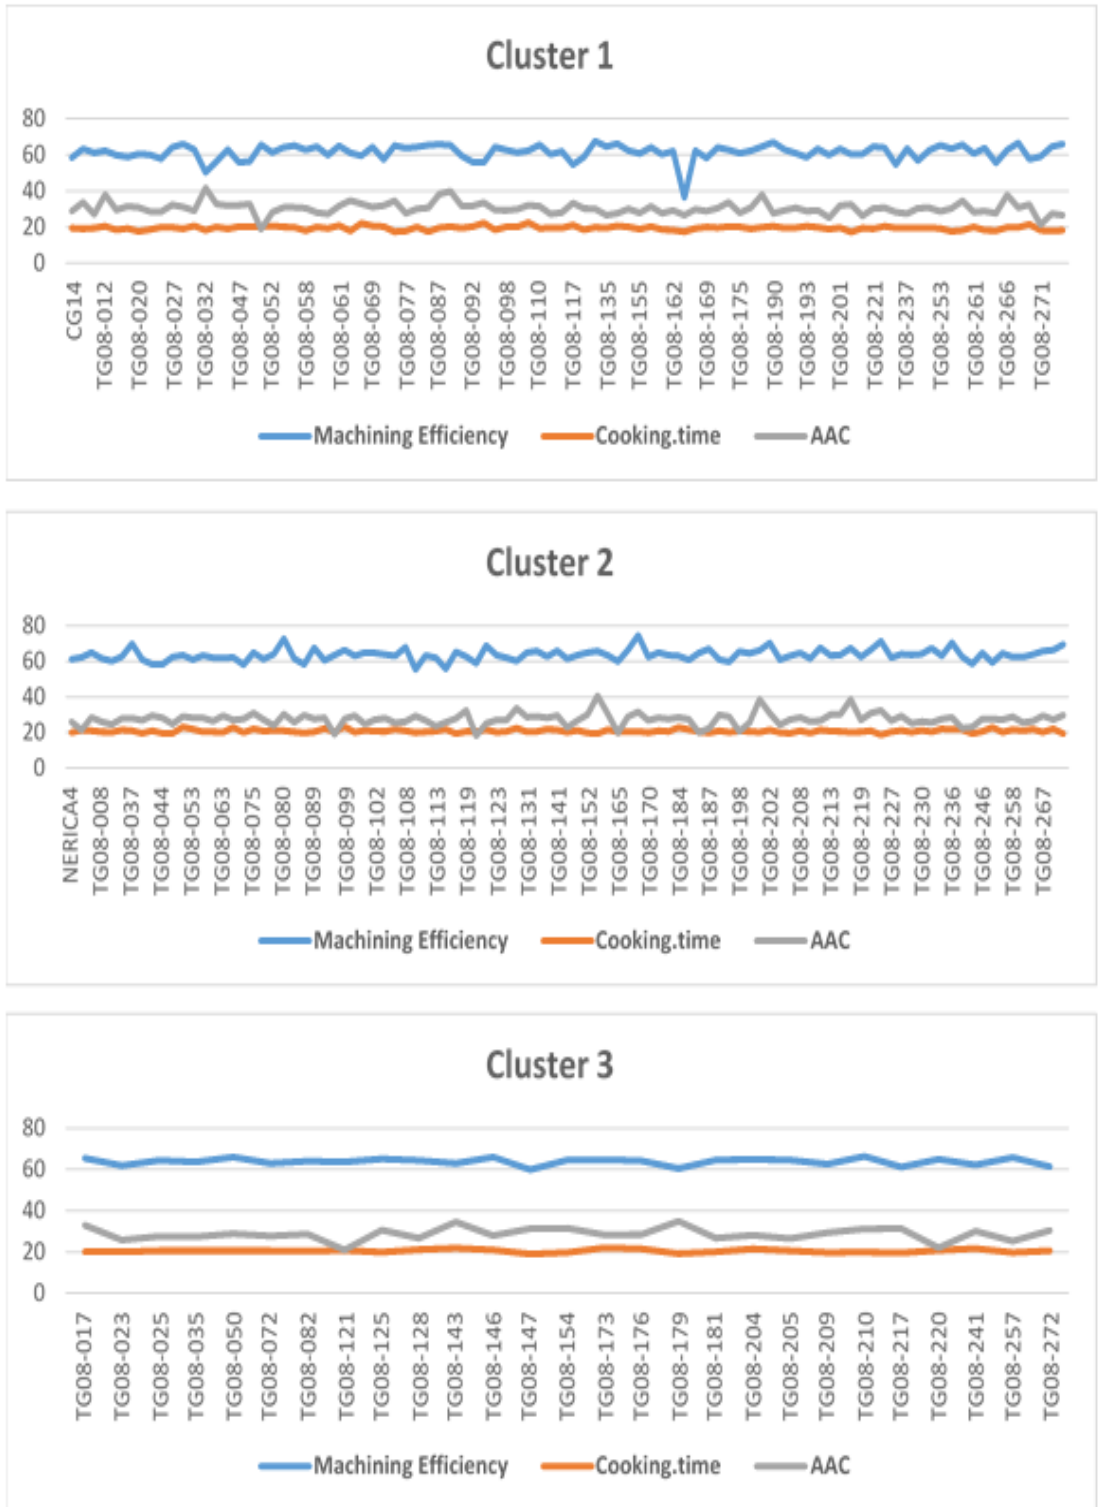 Cluster 1
80
60
40
20
0
CG14
TG08-012
TG08-020
TG08-027
TG08-032
TG08-047
TG08-052
TG08-058
TG08-061
TG08-069
TG08-077
TG08-087
TG08-092
TG08-098
TG08-110
TG08-117
TG08-135
TG08-155
TG08-162
TG08-169
TG08-175
TG08-190
TG08-193
TG08-201
TG08-221
TG08-237
TG08-253
TG08-261
TG08-266
TG08-271
Machining Efficiency Cooking.time AAC
Cluster 2
80
60
40
20
0
NERICA4
TG08-008
TG08-037
TG08-044
TG08-053
TG08-063
TG08-075
TG08-080
TG08-089
TG08-099
TG08-102
TG08-108
TG08-113
TG08-119
TG08-123
TG08-131
TG08-141
TG08-152
TG08-165
TG08-170
TG08-184
TG08-187
TG08-198
TG08-202
TG08-208
TG08-213
TG08-219
TG08-227
TG08-230
TG08-236
TG08-246
TG08-258
TG08-267
Machining Efficiency Cooking.time AAC
Cluster 3
80
60
40
20
0
TG08-017
TG08-023
TG08-025
TG08-035
TG08-050
TG08-072
TG08-082
TG08-121
TG08-125
TG08-128
TG08-143
TG08-146
TG08-147
TG08-154
TG08-173
TG08-176
TG08-179
TG08-181
TG08-204
TG08-205
TG08-209
TG08-210
TG08-217
TG08-220
TG08-241
TG08-257
TG08-272
Machining Efficiency Cooking.time AAC